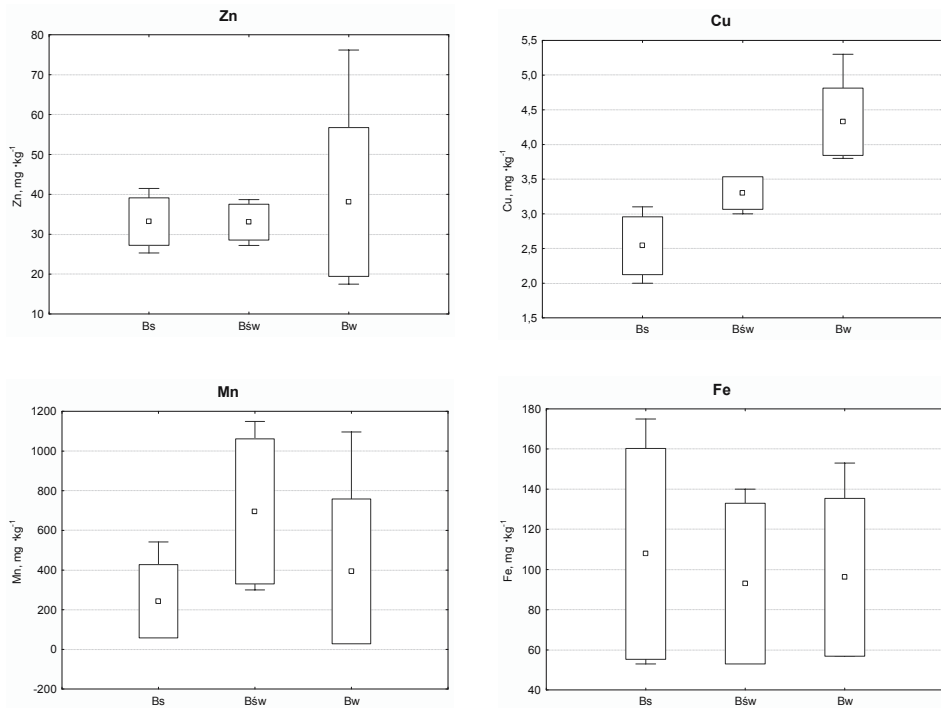 Zn
80
70
60
50
40
30
20
10
Zn, mg •kg-1
Bs Bśw Bw
Cu
5,5
5,0
4,5
4,0
3,5
3,0
2,5
2,0
1,5
Cu, mg •kg-1
Bs Bśw Bw
Mn
1200
1000
800
600
400
200
0
-200
Mn, mg •kg-1
Bs Bśw Bw
Fe
180
160
140
120
100
80
60
40
Fe, mg •kg-1
Bs Bśw Bw